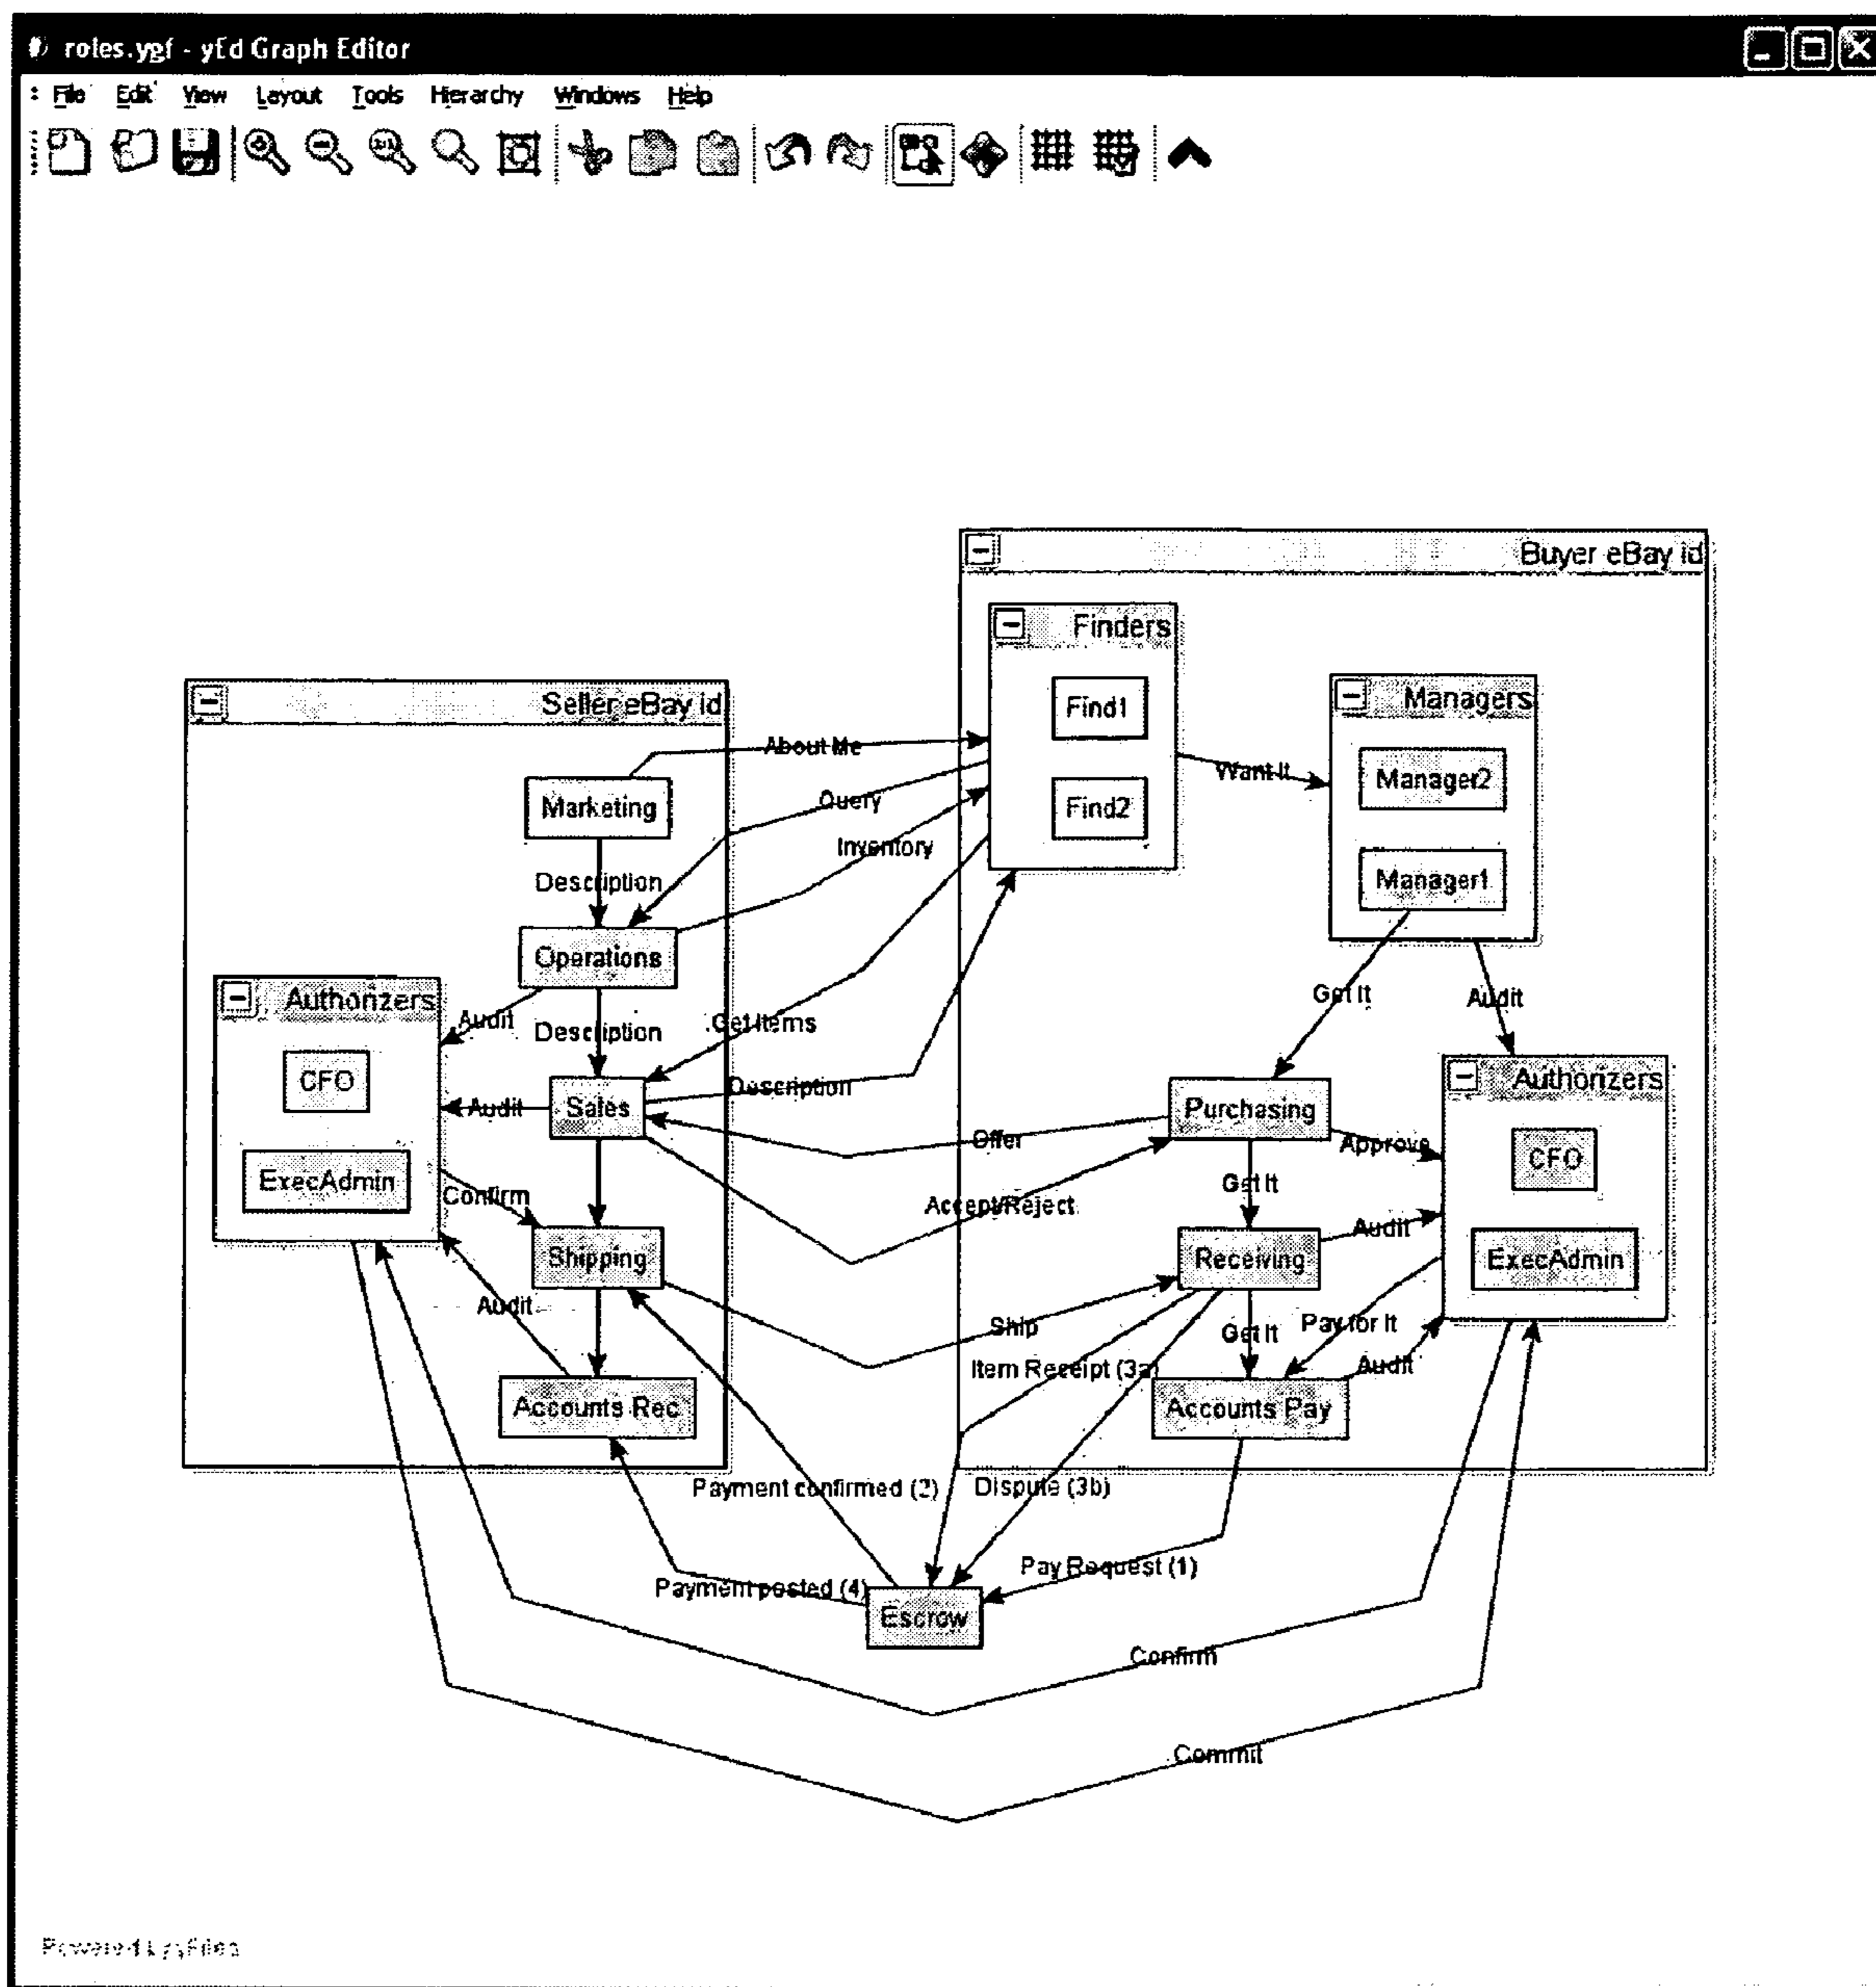 roles.ygf - yEd Graph Editor
File Edit View Layout Tools Hierarchy Windows Help
Buyer eBay id
Finders
Find1
Find2
Managers
Manager2
Manager1
Seller eBay id
Marketing
About Me
Want It
Query
Inventory
Description
Operations
Authorizers
CFO
ExecAdmin
Audit
Description
Get Items
Get It
Audit
Audit
Sales
Description
Purchasing
Authorizers
CFO
ExecAdmin
Offer
Approve
Confirm
Accept/Reject
Get It
Shipping
Receiving
Audit
Audit
Ship
Get It
Pay for It
Item Receipt (3a)
Audit
Accounts Rec
Accounts Pay
Payment confirmed (2)
Dispute (3b)
Pay Request (1)
Payment posted (4)
Escrow
Confirm
Commit
Powered by yFiles